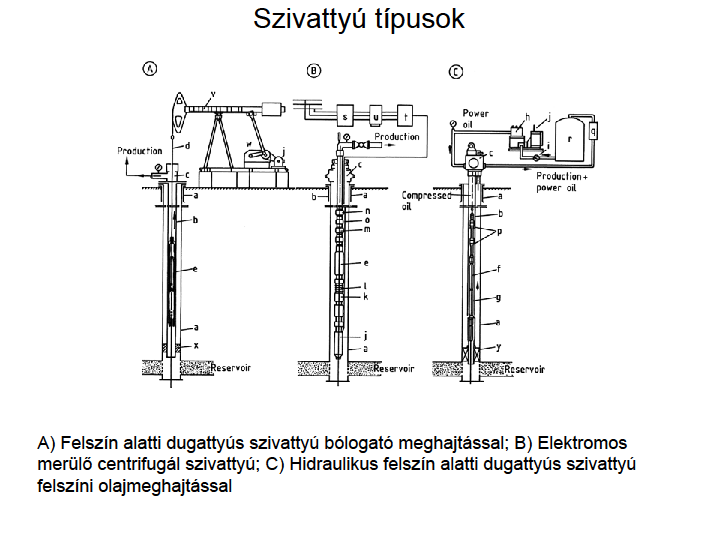 Szivattyú típusok
A
B
C
v
d
Production
c
w
j
a
b
e
a
x
Reservoir
s
u
t
Production
c
b
a
n
o
m
e
l
k
j
a
Reservoir
Power
oil
h
j
i
r
q
c
Production +
power oil
Compressed
oil
a
b
p
f
g
a
y
Reservoir
A) Felszín alatti dugattyús szivattyú bólogató meghajtással; B) Elektromos
merülő centrifugál szivattyú; C) Hidraulikus felszín alatti dugattyús szivattyú
felszíni olajmeghajtással